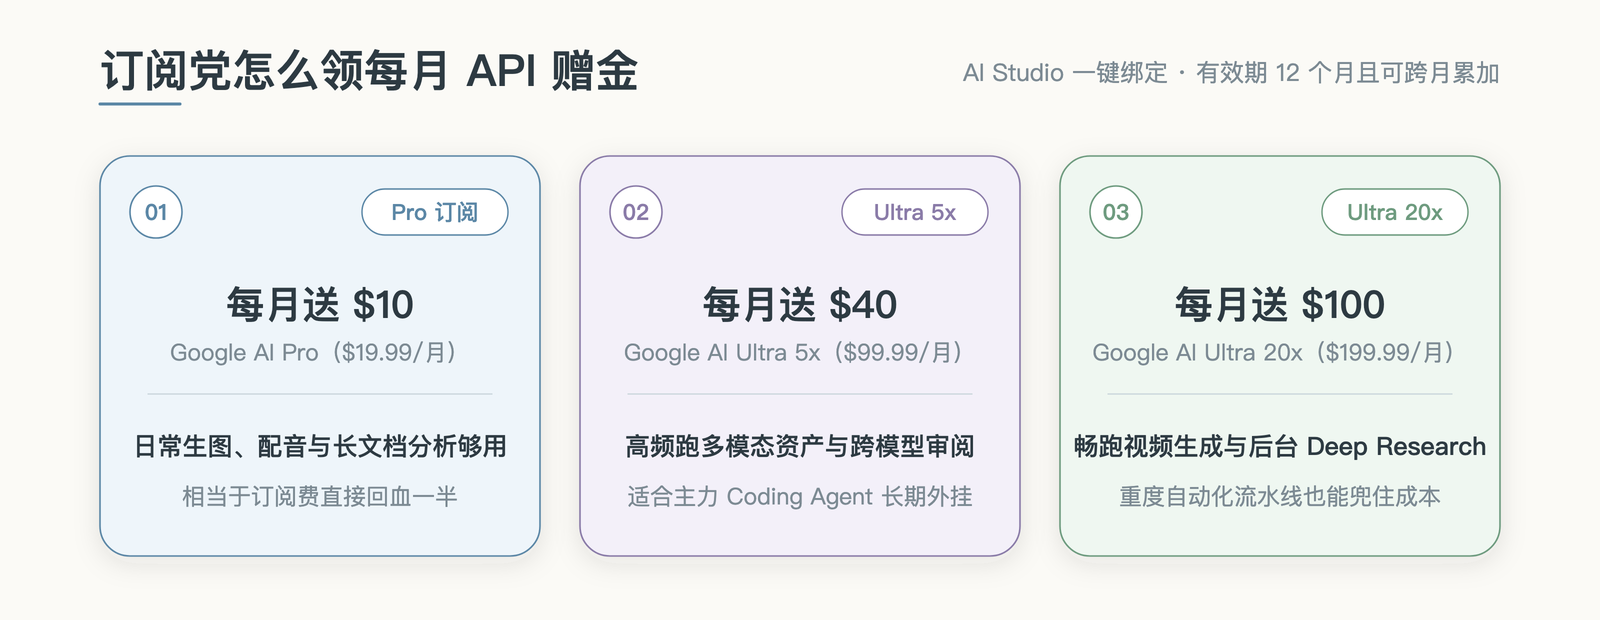 订阅党怎么领每月 API 赠金
AI Studio 一键绑定 · 有效期 12 个月且可跨月累加
01
Pro 订阅
每月送 $10
Google AI Pro（$19.99/月）
日常生图、配音与长文档分析够用
相当于订阅费直接回血一半
02
Ultra 5x
每月送 $40
Google AI Ultra 5x（$99.99/月）
高频跑多模态资产与跨模型审阅
适合主力 Coding Agent 长期外挂
03
Ultra 20x
每月送 $100
Google AI Ultra 20x（$199.99/月）
畅跑视频生成与后台 Deep Research
重度自动化流水线也能兜住成本